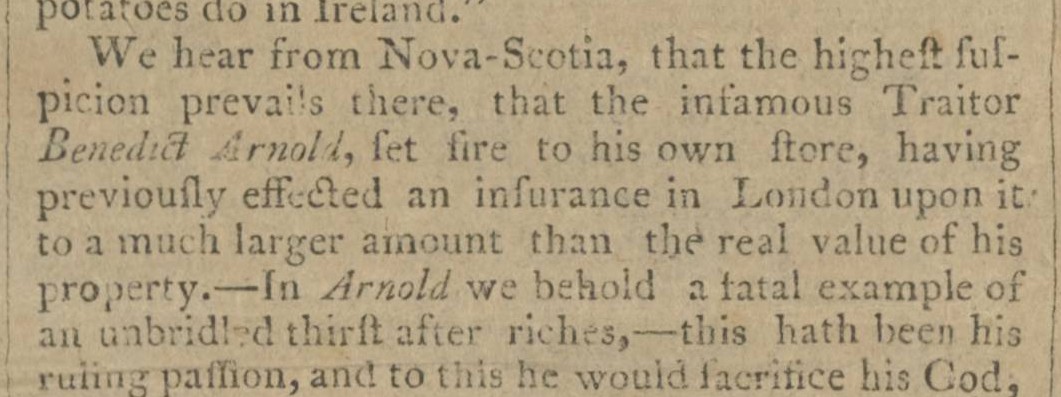 potatoes do in Ireland."
We hear from Nova-Scotia, that the higheſt ſuſ-
picion prevails there, that the infamous Traitor
Benedict Arnold, ſet fire to his own ſtore, having
previouſly effected an inſurance in London upon it
to a much larger amount than the real value of his
property.—In Arnold we behold a fatal example of
an unbridled thirſt after riches,—this hath been his
ruling paſſion, and to this he would ſacrifice his God,